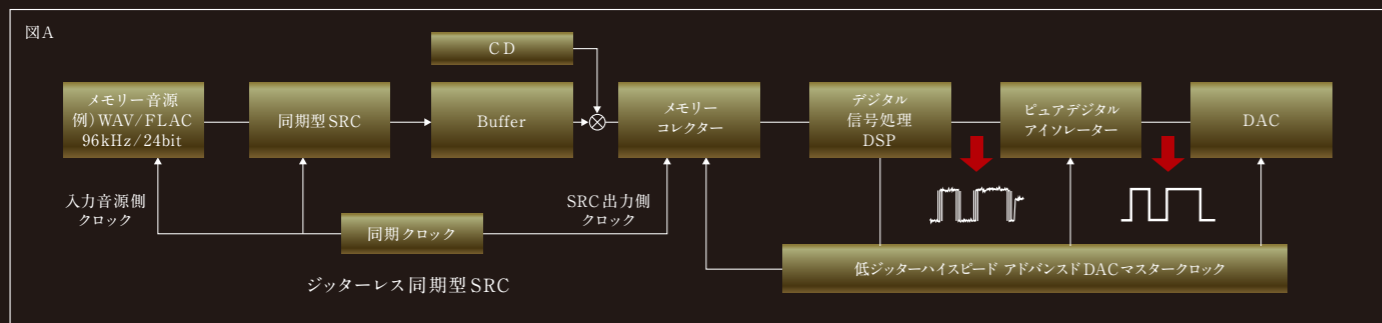 図A
CD
メモリー音源
例)WAV/FLAC
96kHz/24bit
同期型SRC
Buffer
メモリー
コレクター
デジタル
信号処理
DSP
ピュアデジタル
アイソレーター
DAC
入力音源側
クロック
同期クロック
SRC出力側
クロック
低ジッターハイスピード アドバンスドDACマスタークロック
ジッターレス同期型SRC